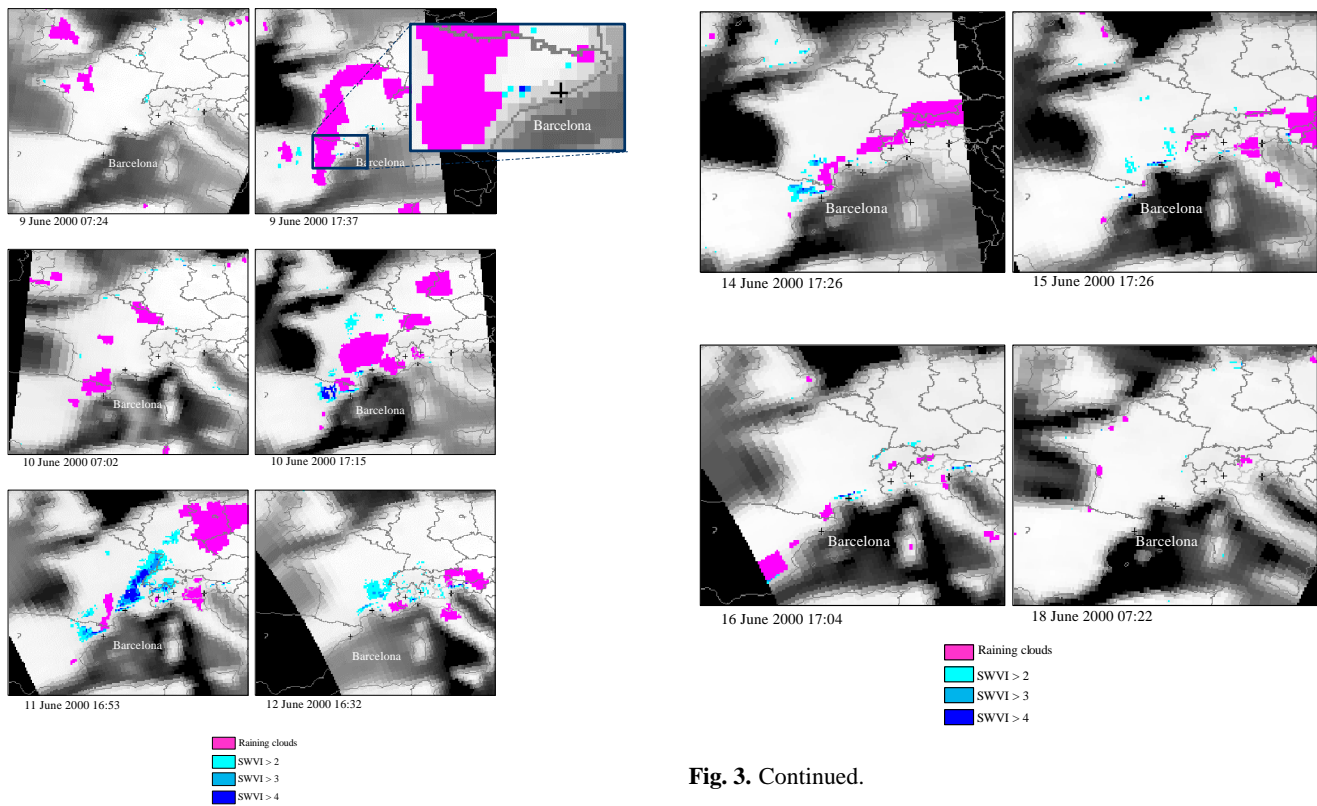 Barcelona
9 June 2000 07:24
Barcelona
Barcelona
9 June 2000 17:37
Barcelona
10 June 2000 07:02
Barcelona
10 June 2000 17:15
Barcelona
11 June 2000 16:53
Barcelona
12 June 2000 16:32
Raining clouds
SWVI > 2
SWVI > 3
SWVI > 4
Barcelona
14 June 2000 17:26
Barcelona
15 June 2000 17:26
Barcelona
16 June 2000 17:04
Barcelona
18 June 2000 07:22
Raining clouds
SWVI > 2
SWVI > 3
SWVI > 4
Fig. 3. Continued.